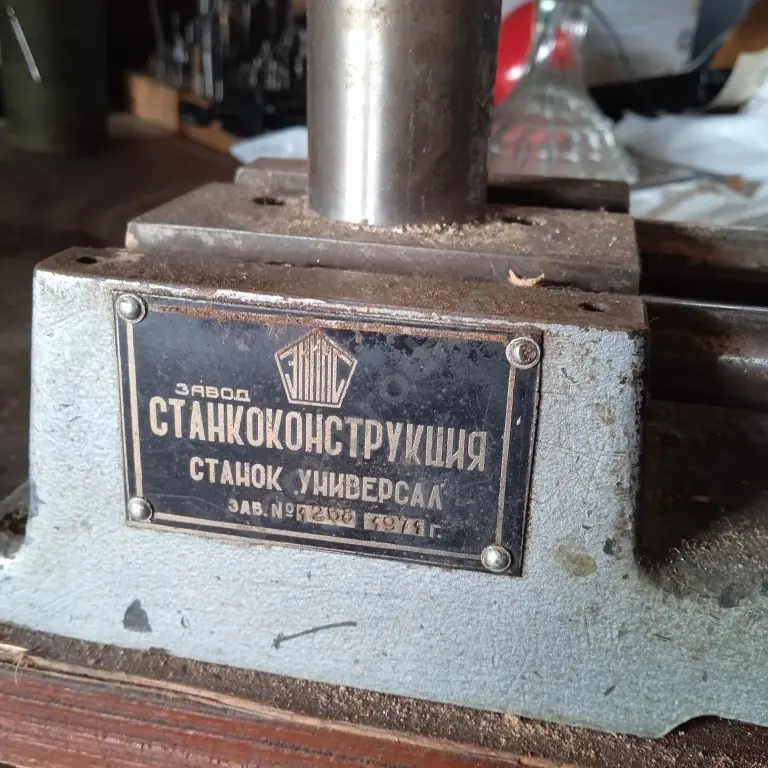 ЗАВОД
СТАНКОКОНСТРУКЦИЯ
СТАНОК УНИВЕРСАЛ
ЗАВ. № 1971 г.